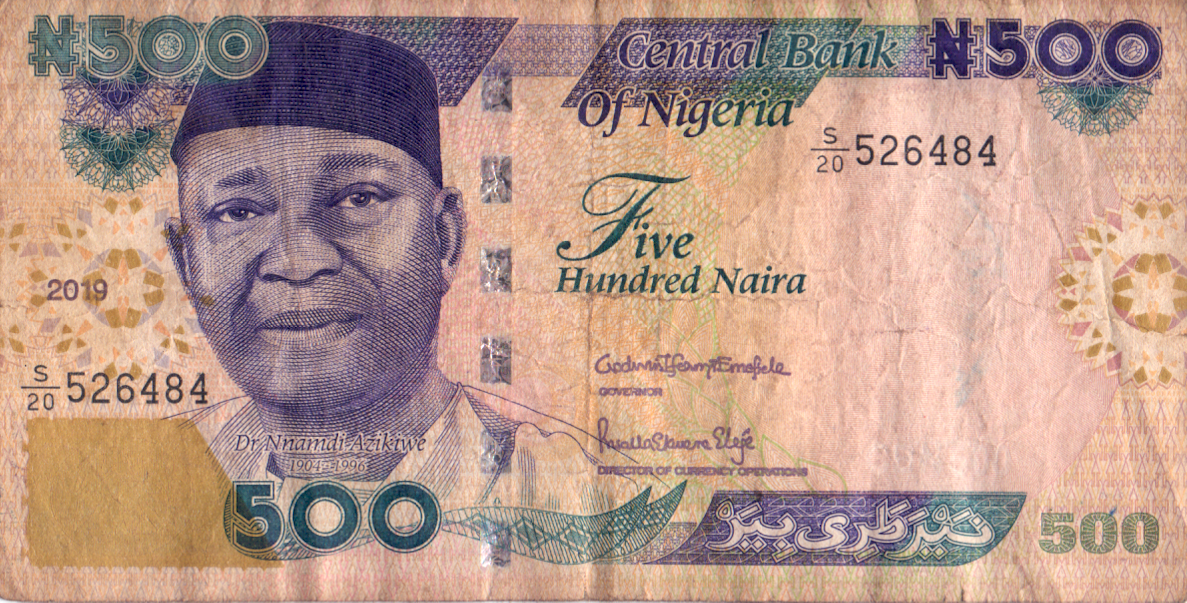 ₦500
Central Bank
Of Nigeria
₦500
S/20 526484
Five
Hundred Naira
2019
GOVERNOR
S/20 526484
DIRECTOR OF CURRENCY OPERATIONS
Dr Nnamdi Azikiwe
1904 - 1996
500
نَيْرَ طَرِى بِيَرْ
500